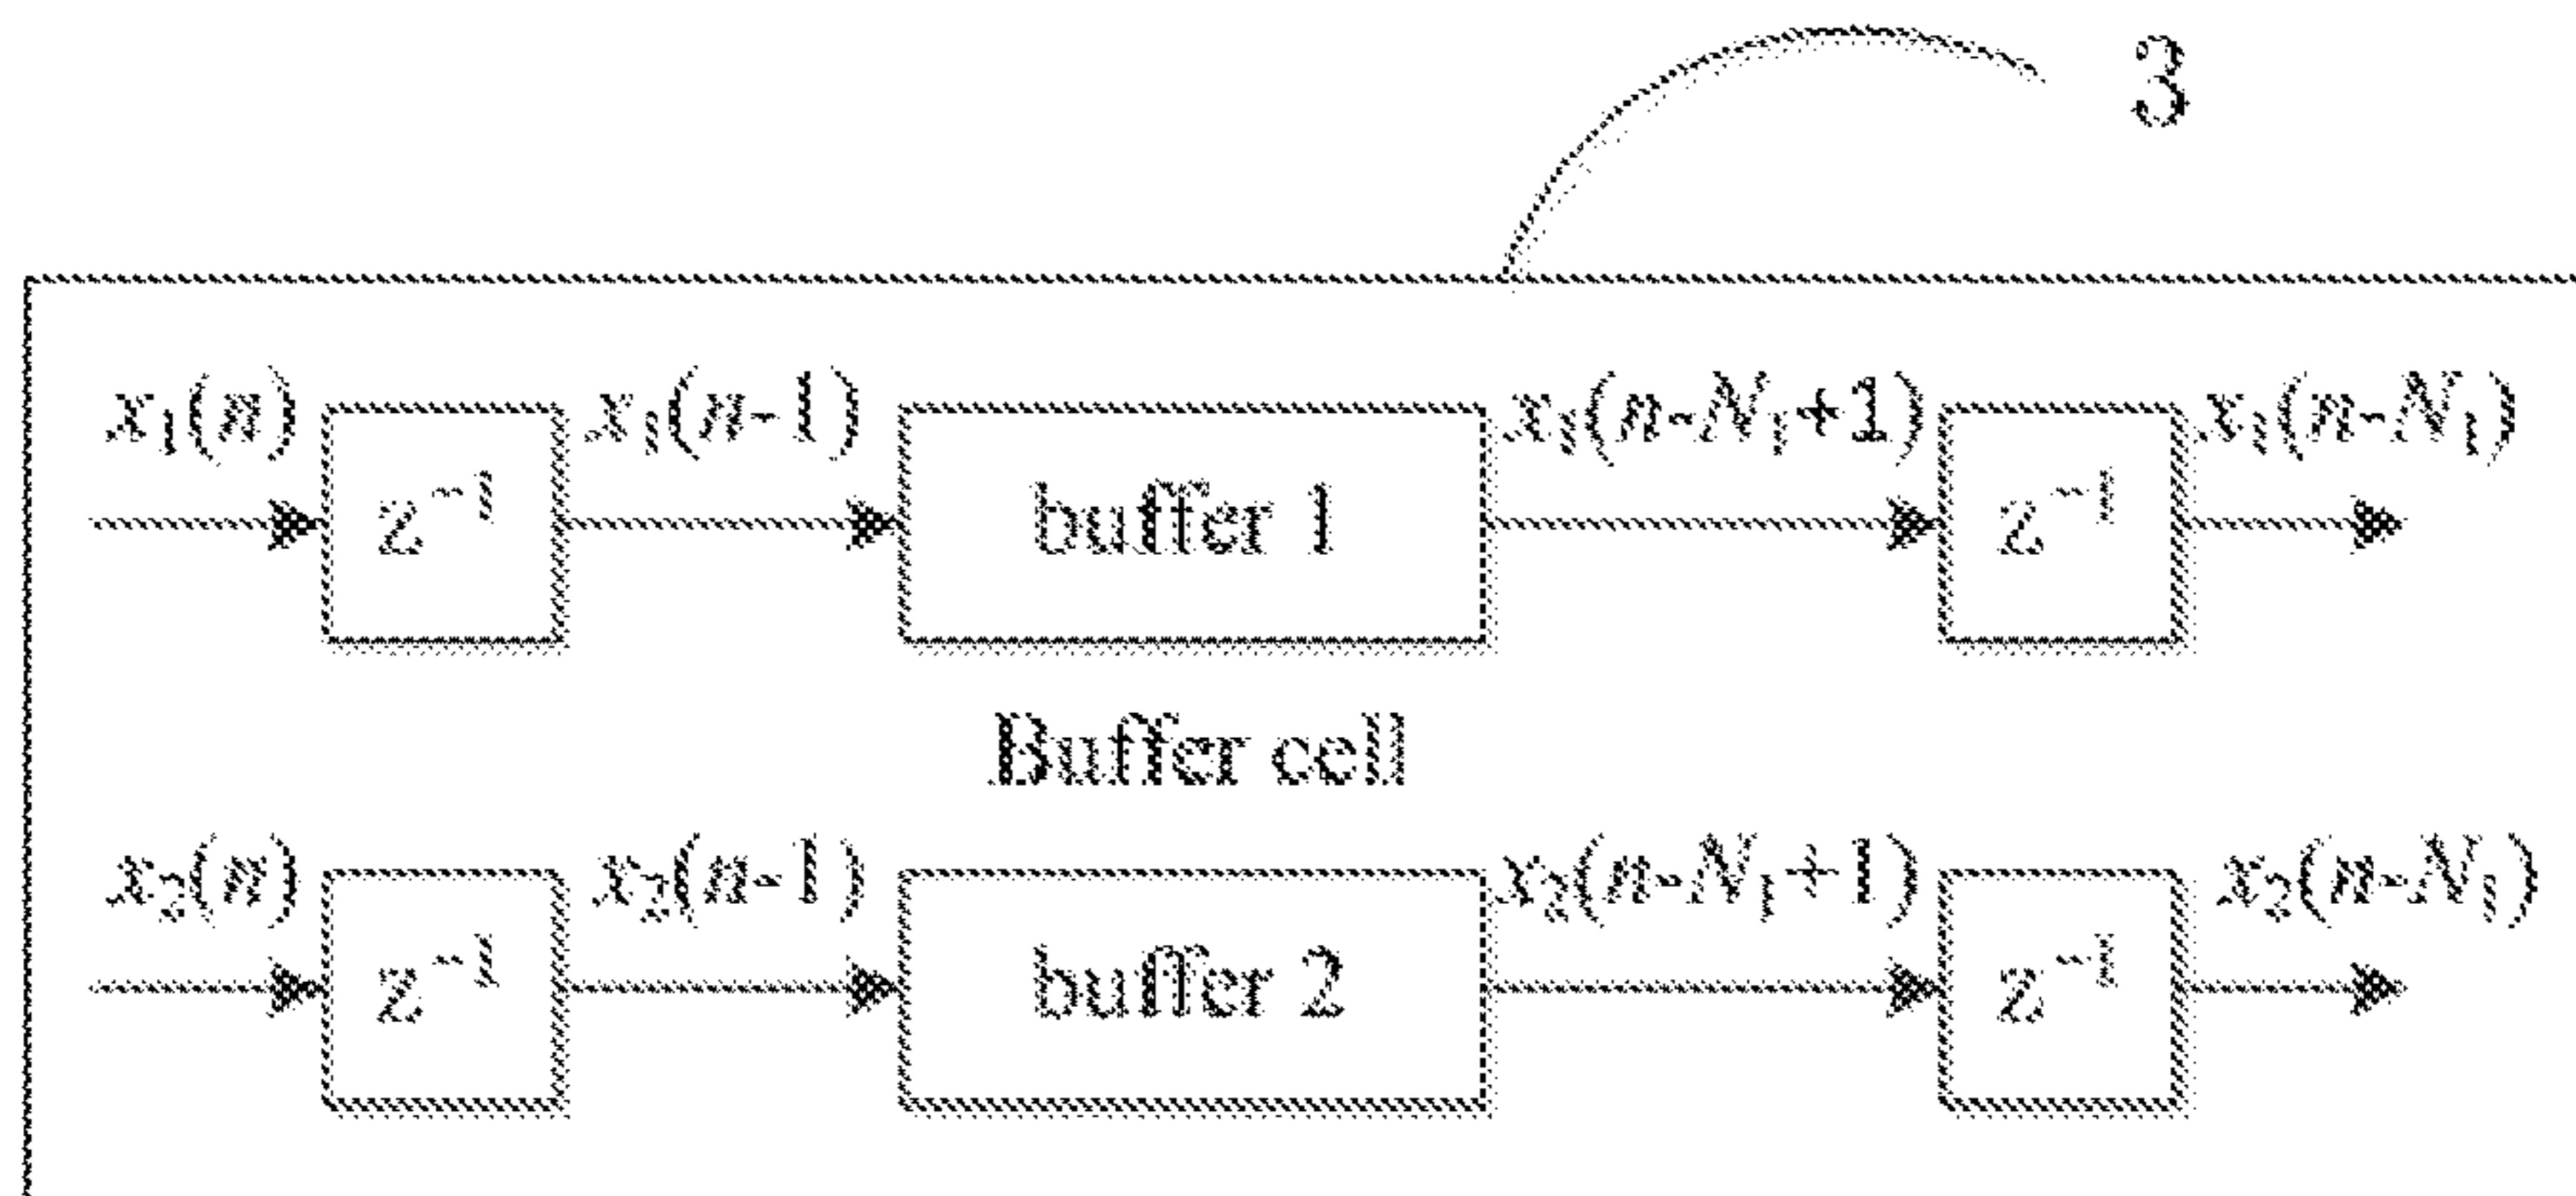 3
x₁(n) x₁(n-1) x₁(n-N₁+1) x₁(n-N₁)
z⁻¹ buffer 1 z⁻¹
Buffer cell
x₂(n) x₂(n-1) x₂(n-N₁+1) x₂(n-N₁)
z⁻¹ buffer 2 z⁻¹